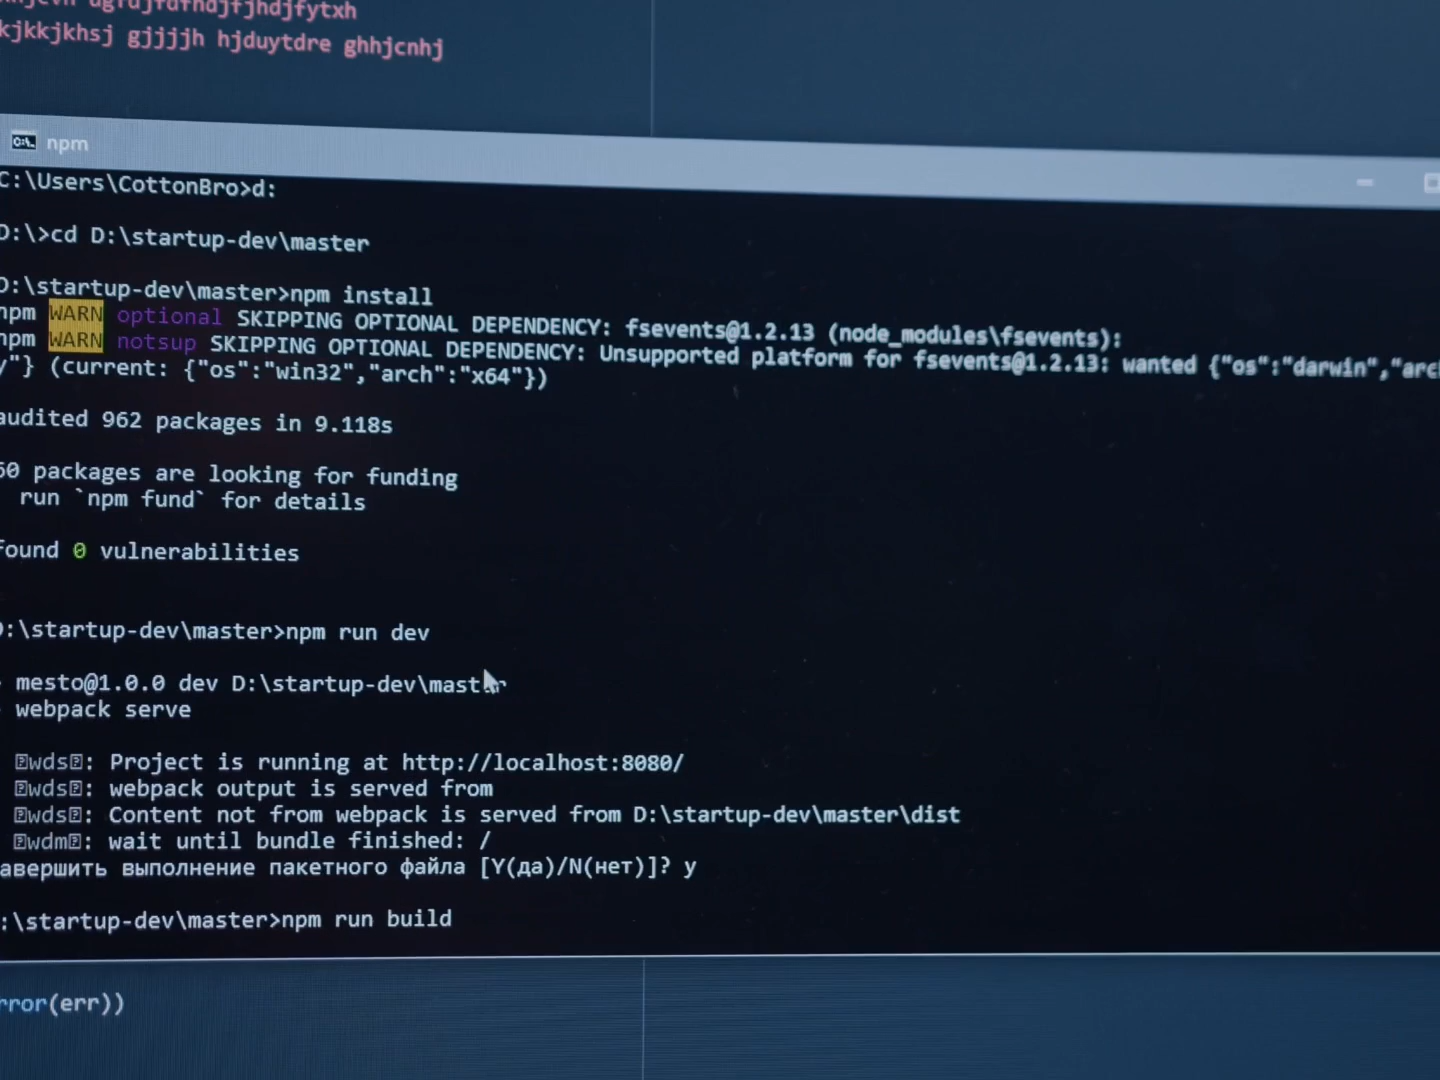 kjkkjkhsj gjjjjh hjduytdre ghhjcnhj
npm
C:\Users\CottonBro>d:
D:\>cd D:\startup-dev\master
D:\startup-dev\master>npm install
npm WARN optional SKIPPING OPTIONAL DEPENDENCY: fsevents@1.2.13 (node_modules\fsevents):
npm WARN notsup SKIPPING OPTIONAL DEPENDENCY: Unsupported platform for fsevents@1.2.13: wanted {"os":"darwin","arc
y"} (current: {"os":"win32","arch":"x64"})
audited 962 packages in 9.118s
60 packages are looking for funding
run `npm fund` for details
found 0 vulnerabilities
D:\startup-dev\master>npm run dev
mesto@1.0.0 dev D:\startup-dev\master
webpack serve
wds: Project is running at http://localhost:8080/
wds: webpack output is served from
wds: Content not from webpack is served from D:\startup-dev\master\dist
wdm: wait until bundle finished: /
авершить выполнение пакетного файла [Y(да)/N(нет)]? y
:\startup-dev\master>npm run build
rror(err))